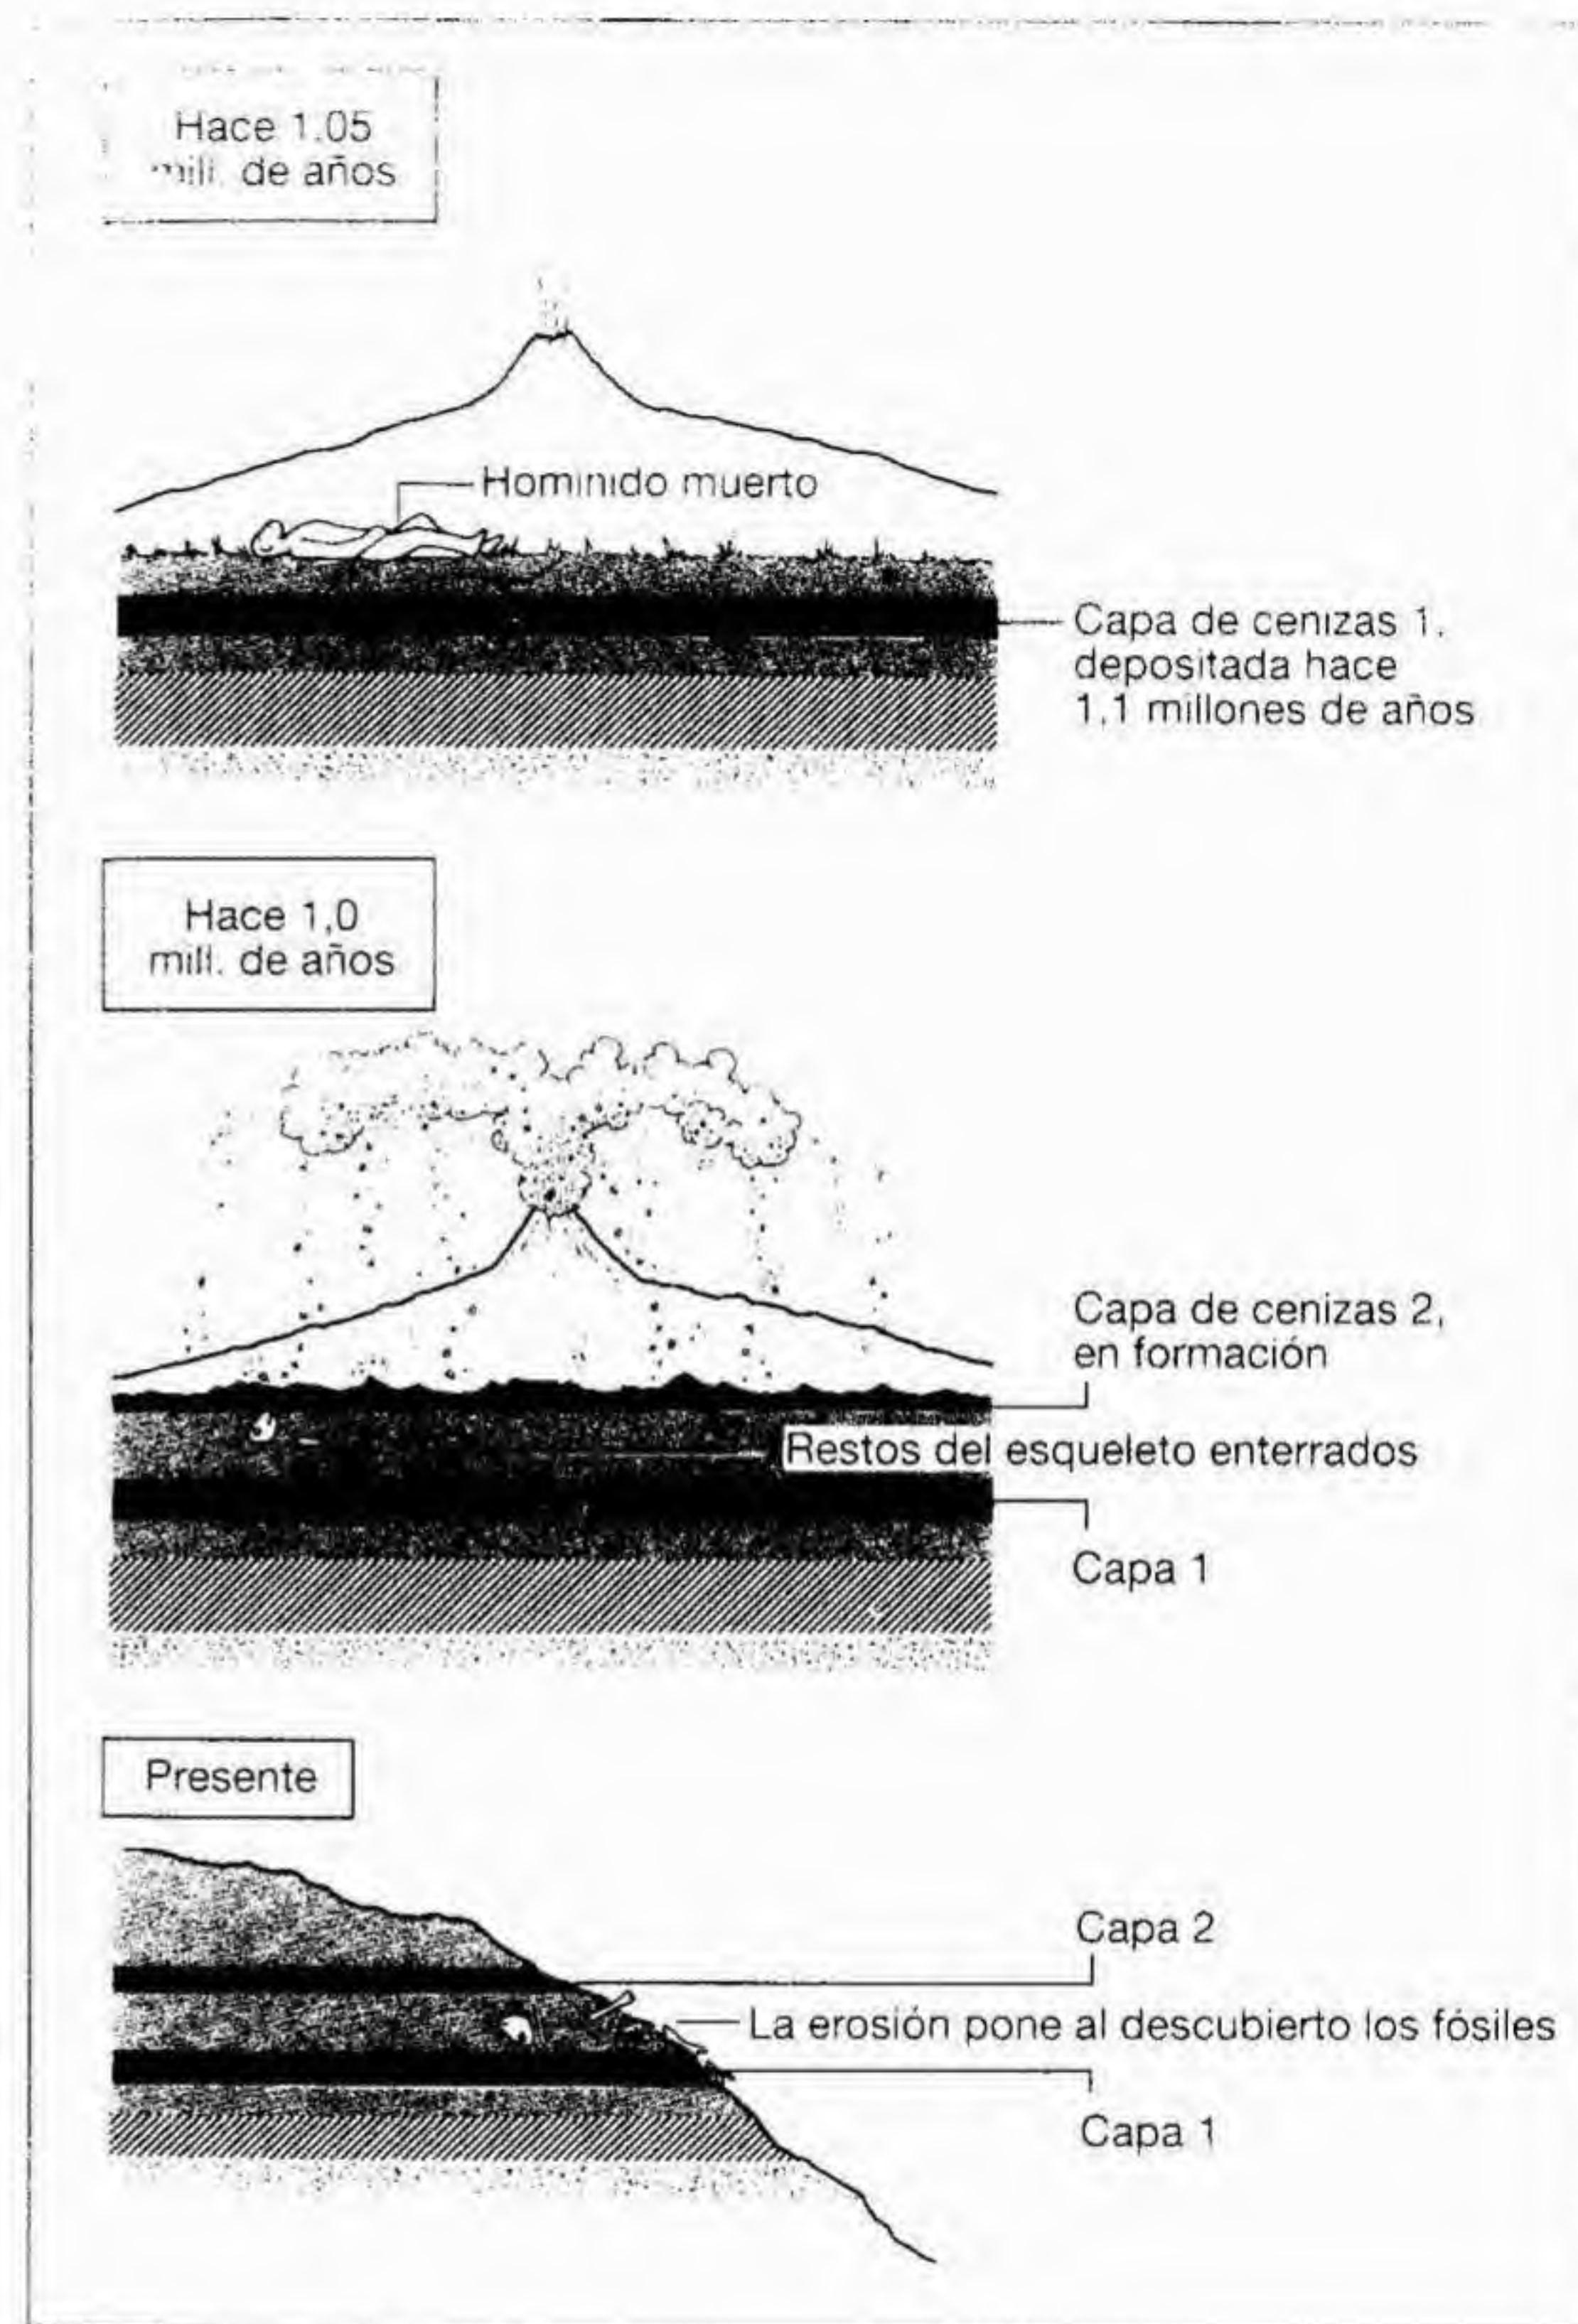 Hace 1.05
mill. de años
Hominido muerto
Capa de cenizas 1,
depositada hace
1,1 millones de años
Hace 1,0
mill. de años
Capa de cenizas 2,
en formación
Restos del esqueleto enterrados
Capa 1
Presente
Capa 2
La erosión pone al descubierto los fósiles
Capa 1